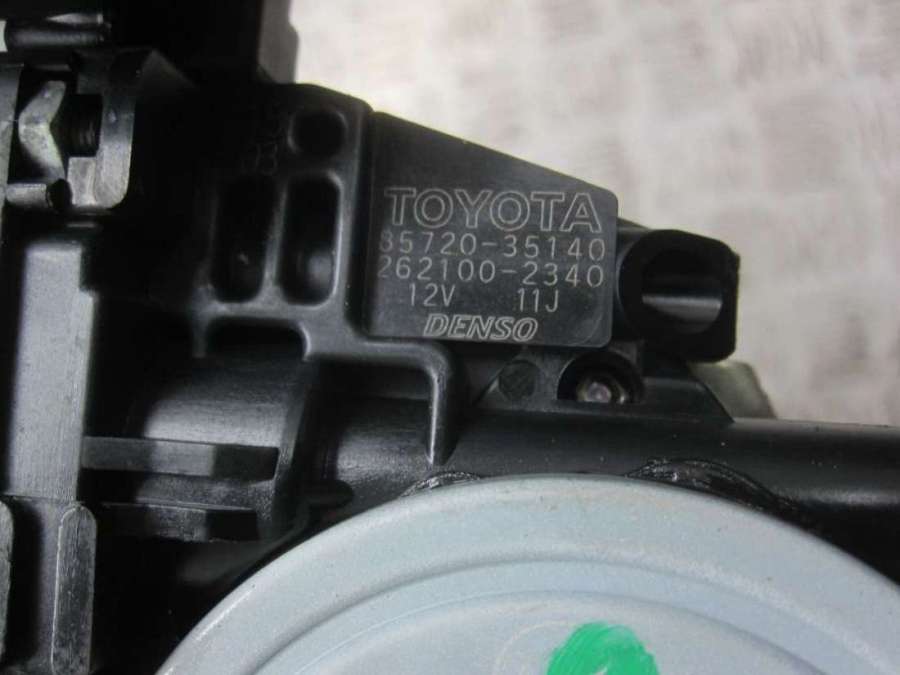 TOYOTA
85720-35140
262100-2340
12V 11J
DENSO